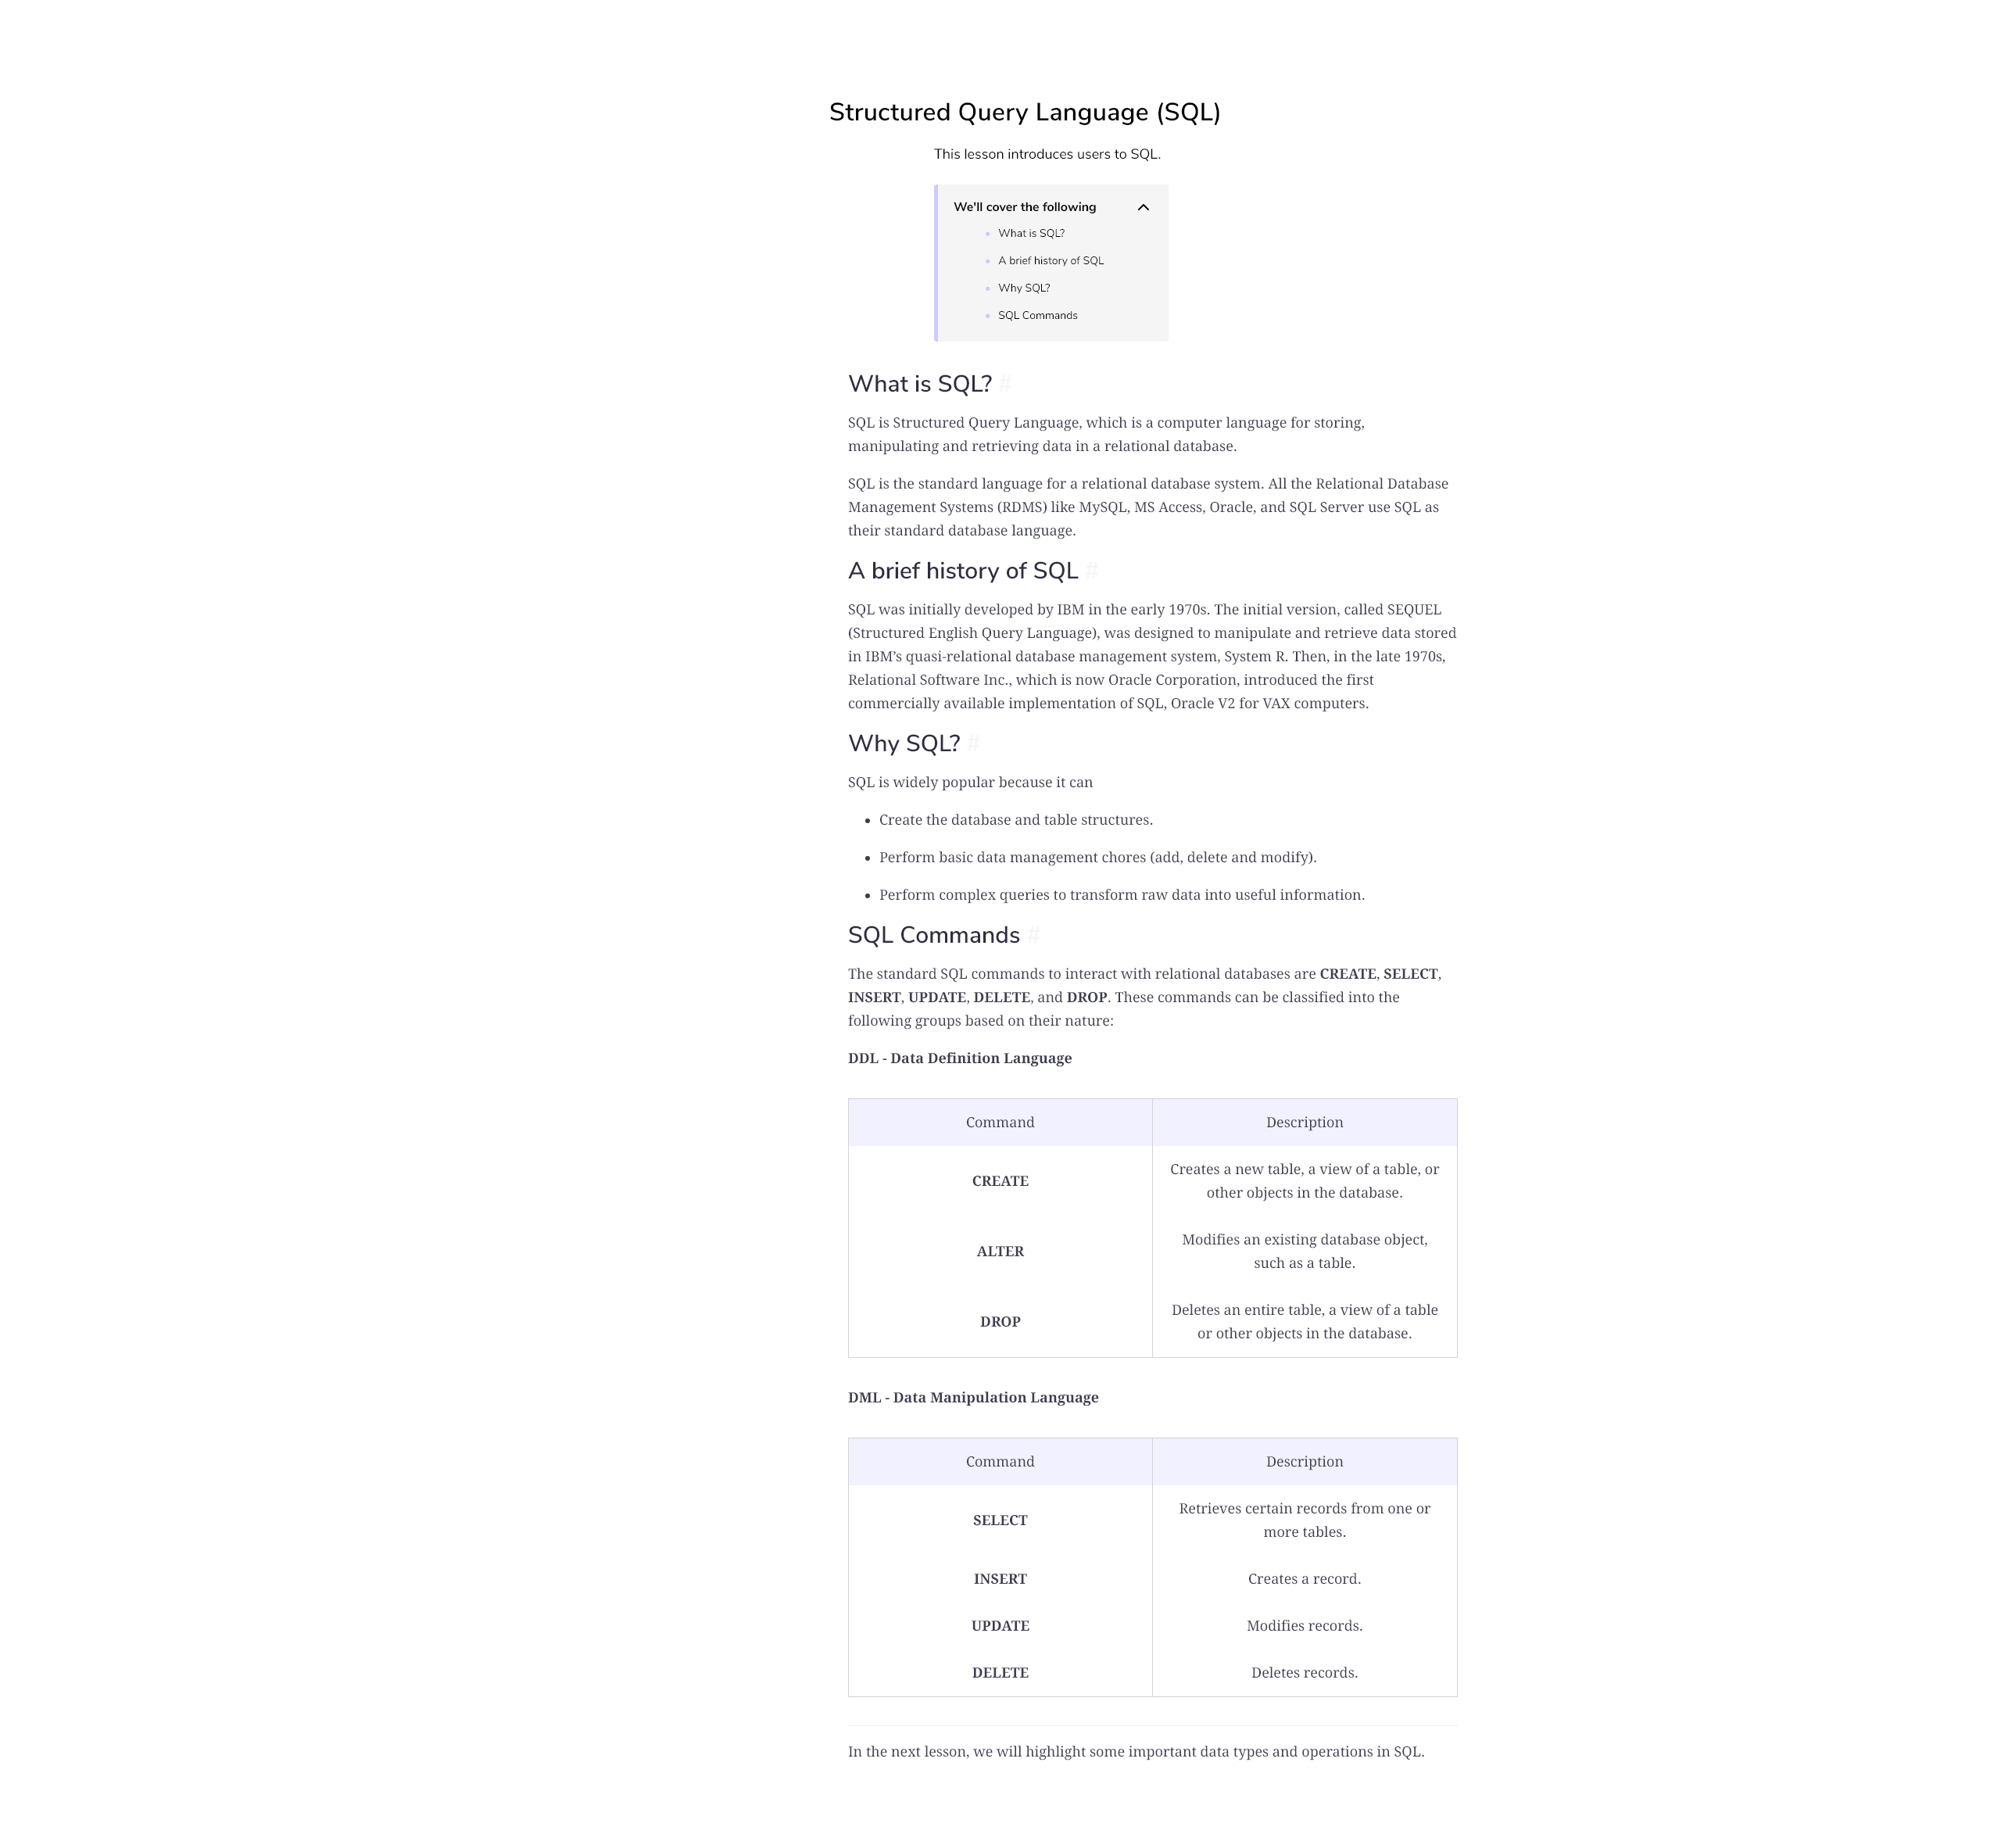 Structured Query Language (SQL)
This lesson introduces users to SQL.
We'll cover the following
What is SQL?
A brief history of SQL
Why SQL?
SQL Commands
What is SQL? #
SQL is Structured Query Language, which is a computer language for storing,
manipulating and retrieving data in a relational database.
SQL is the standard language for a relational database system. All the Relational Database
Management Systems (RDMS) like MySQL, MS Access, Oracle, and SQL Server use SQL as
their standard database language.
A brief history of SQL #
SQL was initially developed by IBM in the early 1970s. The initial version, called SEQUEL
(Structured English Query Language), was designed to manipulate and retrieve data stored
in IBM’s quasi-relational database management system, System R. Then, in the late 1970s,
Relational Software Inc., which is now Oracle Corporation, introduced the first
commercially available implementation of SQL, Oracle V2 for VAX computers.
Why SQL? #
SQL is widely popular because it can
• Create the database and table structures.
• Perform basic data management chores (add, delete and modify).
• Perform complex queries to transform raw data into useful information.
SQL Commands #
The standard SQL commands to interact with relational databases are CREATE, SELECT,
INSERT, UPDATE, DELETE, and DROP. These commands can be classified into the
following groups based on their nature:
DDL - Data Definition Language
Command Description
CREATE Creates a new table, a view of a table, or
other objects in the database.
ALTER Modifies an existing database object,
such as a table.
DROP Deletes an entire table, a view of a table
or other objects in the database.
DML - Data Manipulation Language
Command Description
SELECT Retrieves certain records from one or
more tables.
INSERT Creates a record.
UPDATE Modifies records.
DELETE Deletes records.
In the next lesson, we will highlight some important data types and operations in SQL.